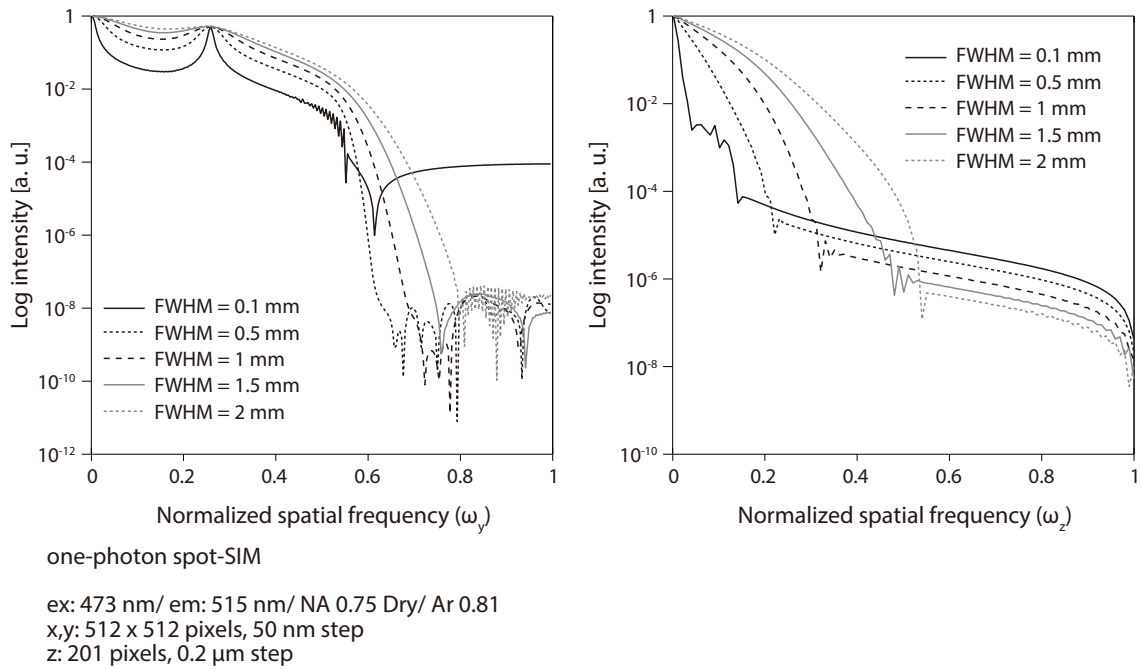 1
10-2
10-4
10-6
10-8
10-10
10-12
Log intensity [a. u.]
FWHM = 0.1 mm
FWHM = 0.5 mm
FWHM = 1 mm
FWHM = 1.5 mm
FWHM = 2 mm
0 0.2 0.4 0.6 0.8 1
Normalized spatial frequency (ωy)
1
10-2
10-4
10-6
10-8
10-10
Log intensity [a. u.]
FWHM = 0.1 mm
FWHM = 0.5 mm
FWHM = 1 mm
FWHM = 1.5 mm
FWHM = 2 mm
0 0.2 0.4 0.6 0.8 1
Normalized spatial frequency (ωz)
one-photon spot-SIM
ex: 473 nm/ em: 515 nm/ NA 0.75 Dry/ Ar 0.81
x,y: 512 x 512 pixels, 50 nm step
z: 201 pixels, 0.2 μm step